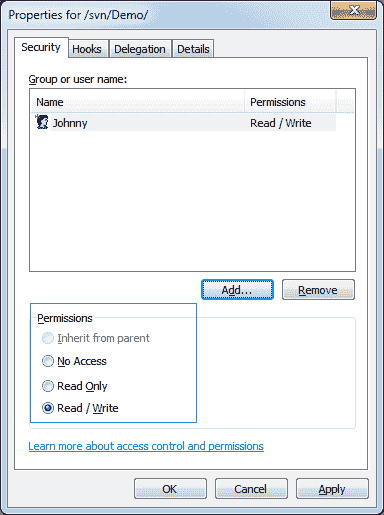 Properties for /svn/Demo/
Security Hooks Delegation Details
Group or user name:
Name Permissions
Johnny Read / Write
Add... Remove
Permissions
Inherit from parent
No Access
Read Only
Read / Write
Learn more about access control and permissions
OK Cancel Apply